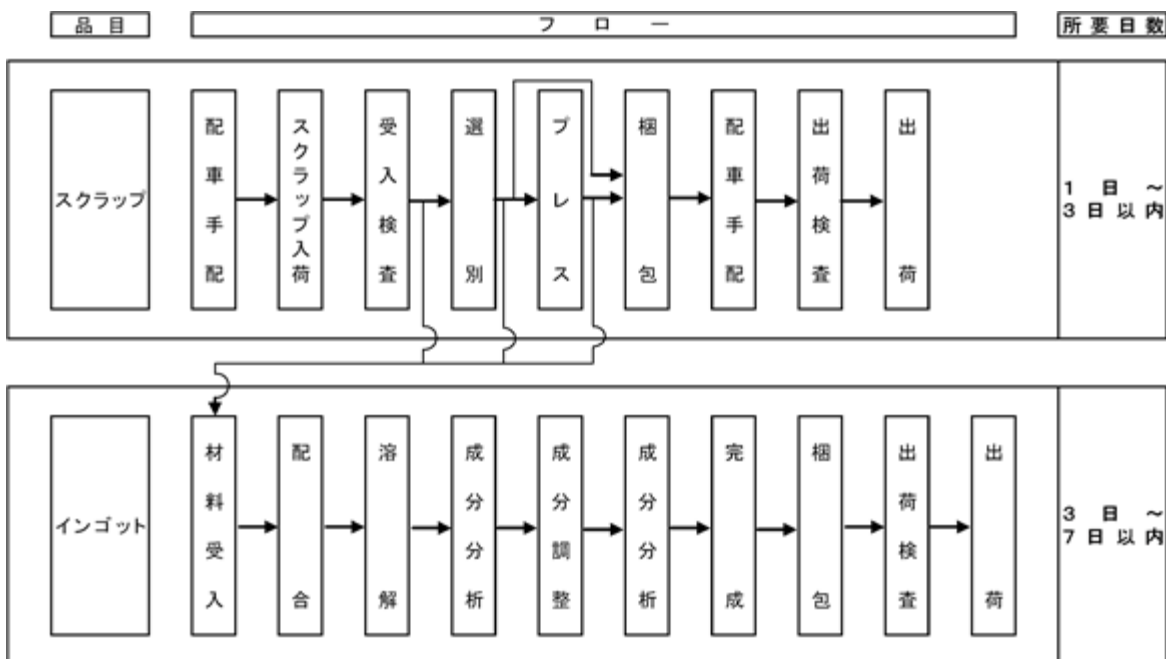 品目
フロー
所要日数
スクラップ
配車手配
スクラップ入荷
受入検査
選別
プレス
梱包
配車手配
出荷検査
出荷
1日～
3日以内
インゴット
材料受入
配合
溶解
成分分析
成分調整
成分分析
完成
梱包
出荷検査
出荷
3日～
7日以内